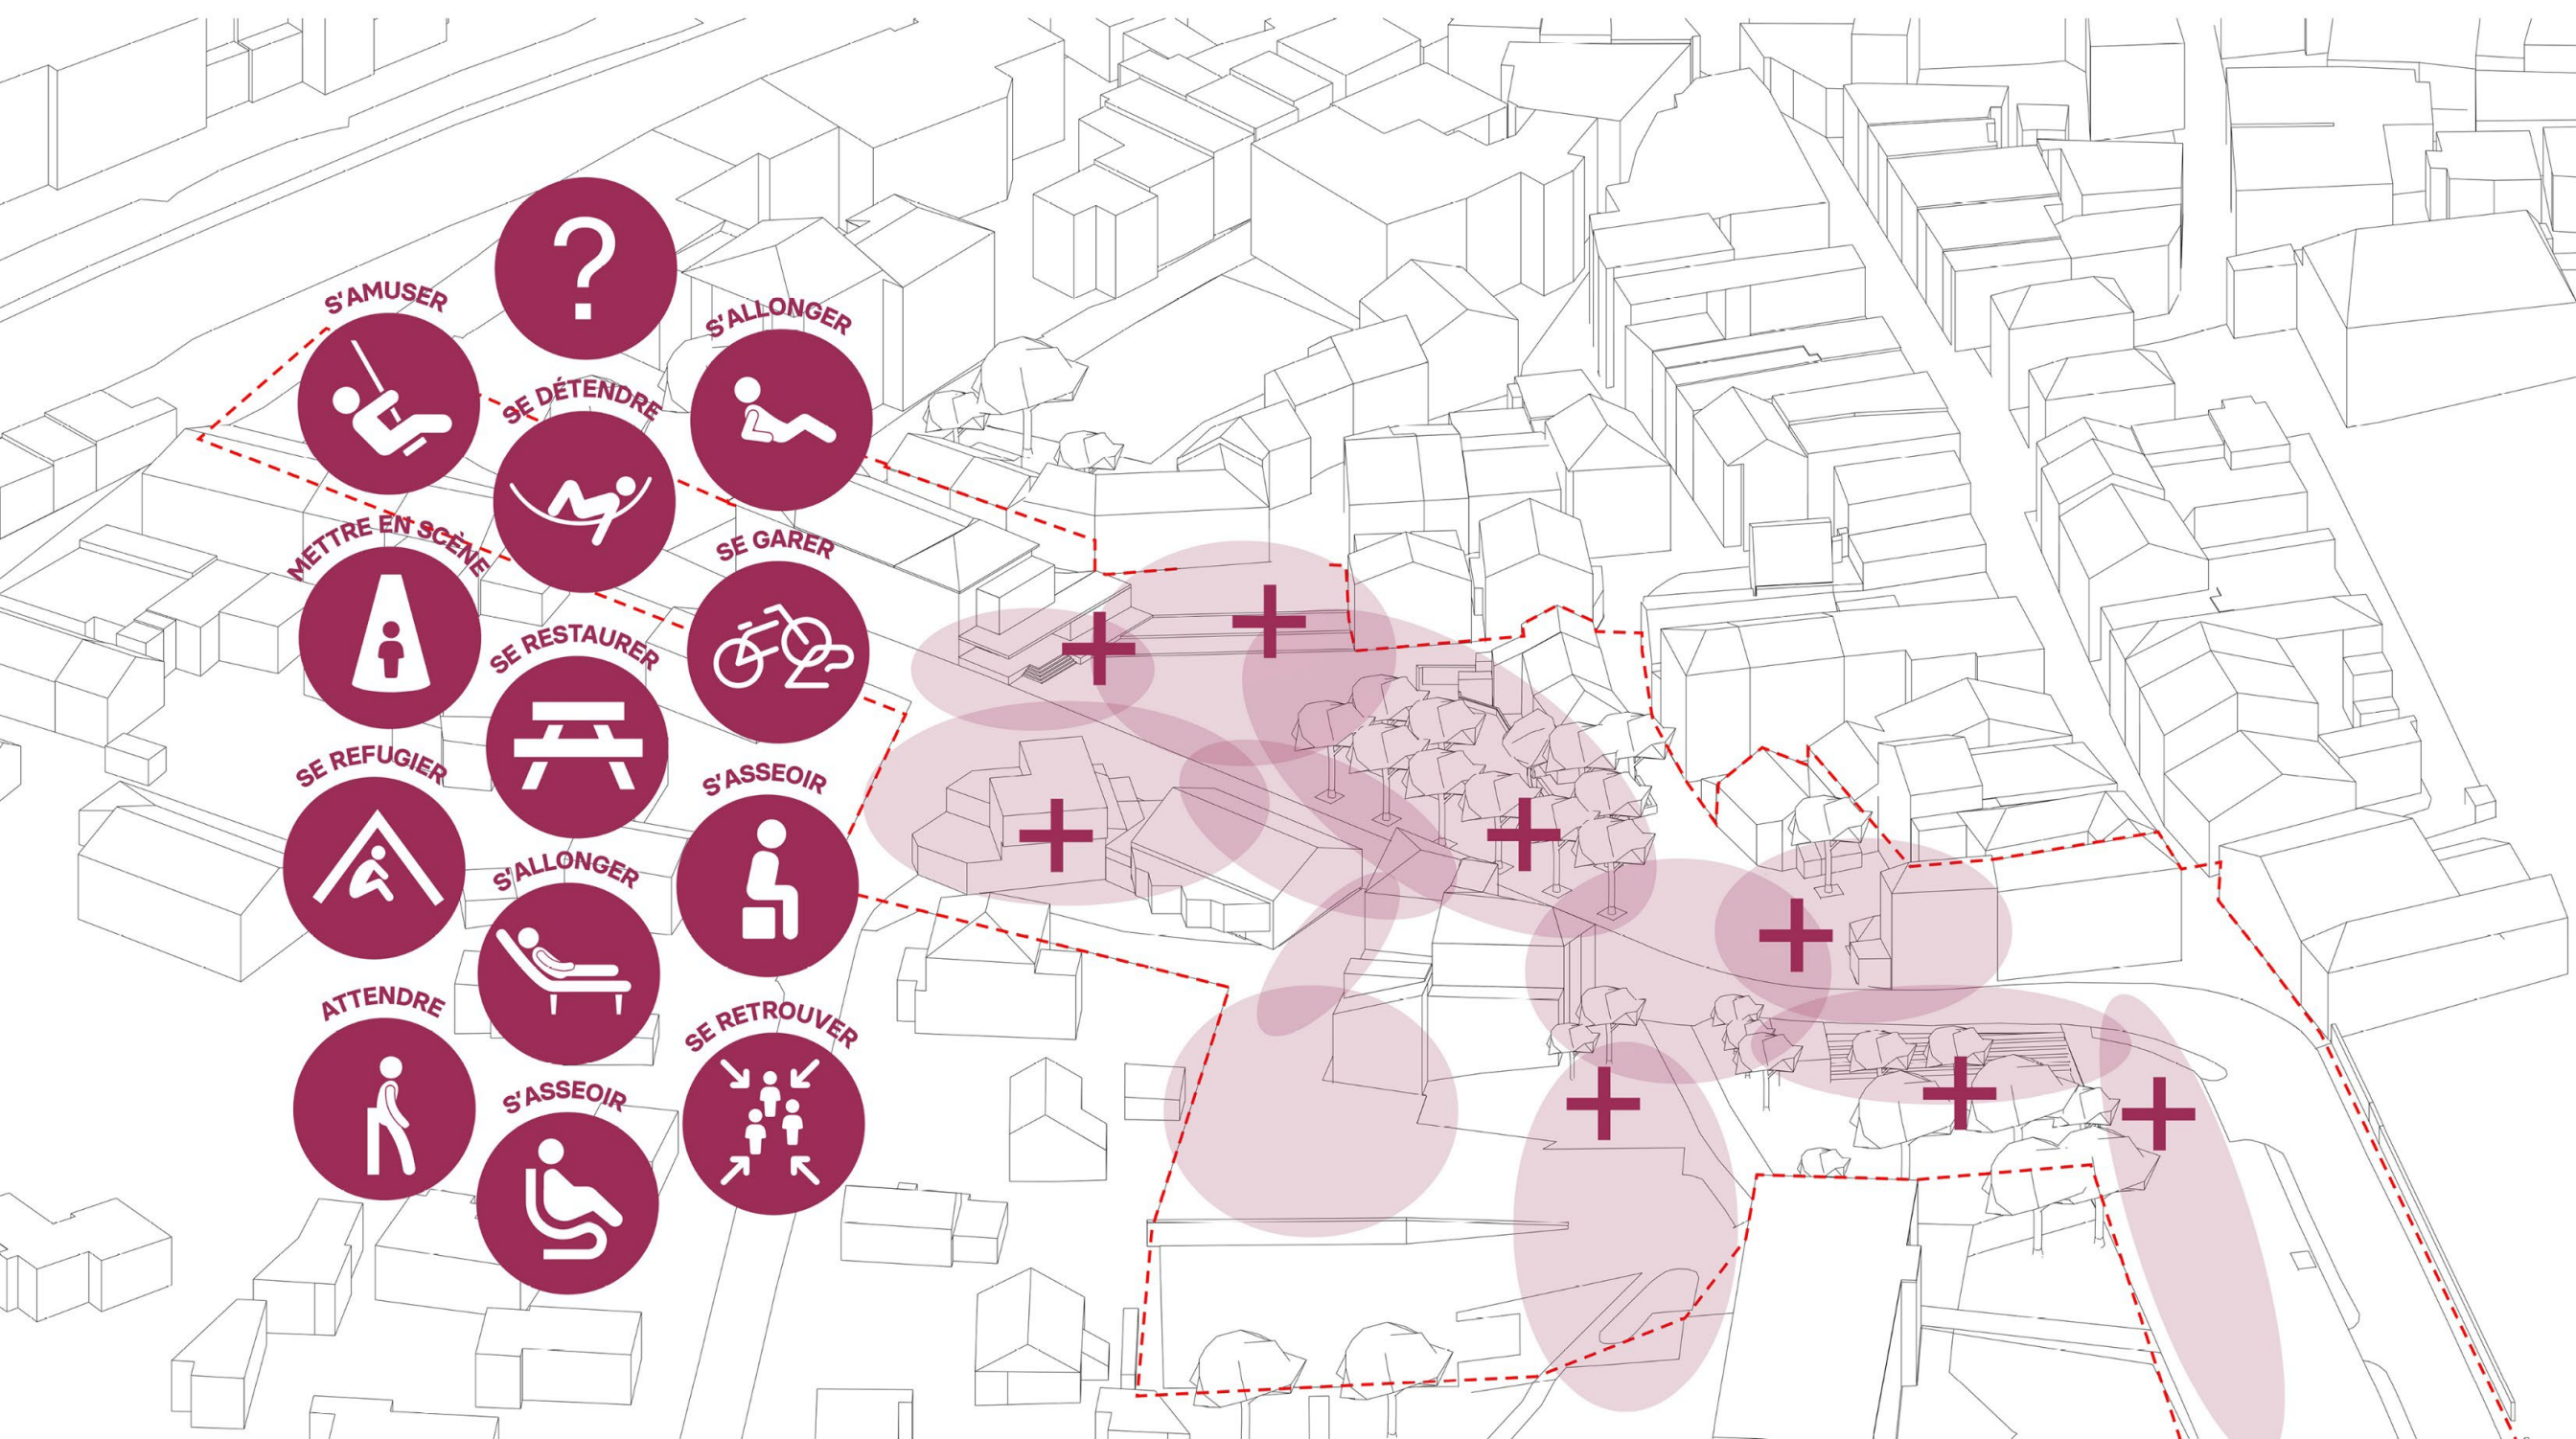 ?
S'AMUSER
S'ALLONGER
SE DÉTENDRE
METTRE EN SCÈNE
SE GARER
SE RESTAURER
SE REFUGIER
S'ASSEOIR
S'ALLONGER
ATTENDRE
SE RETROUVER
S'ASSEOIR